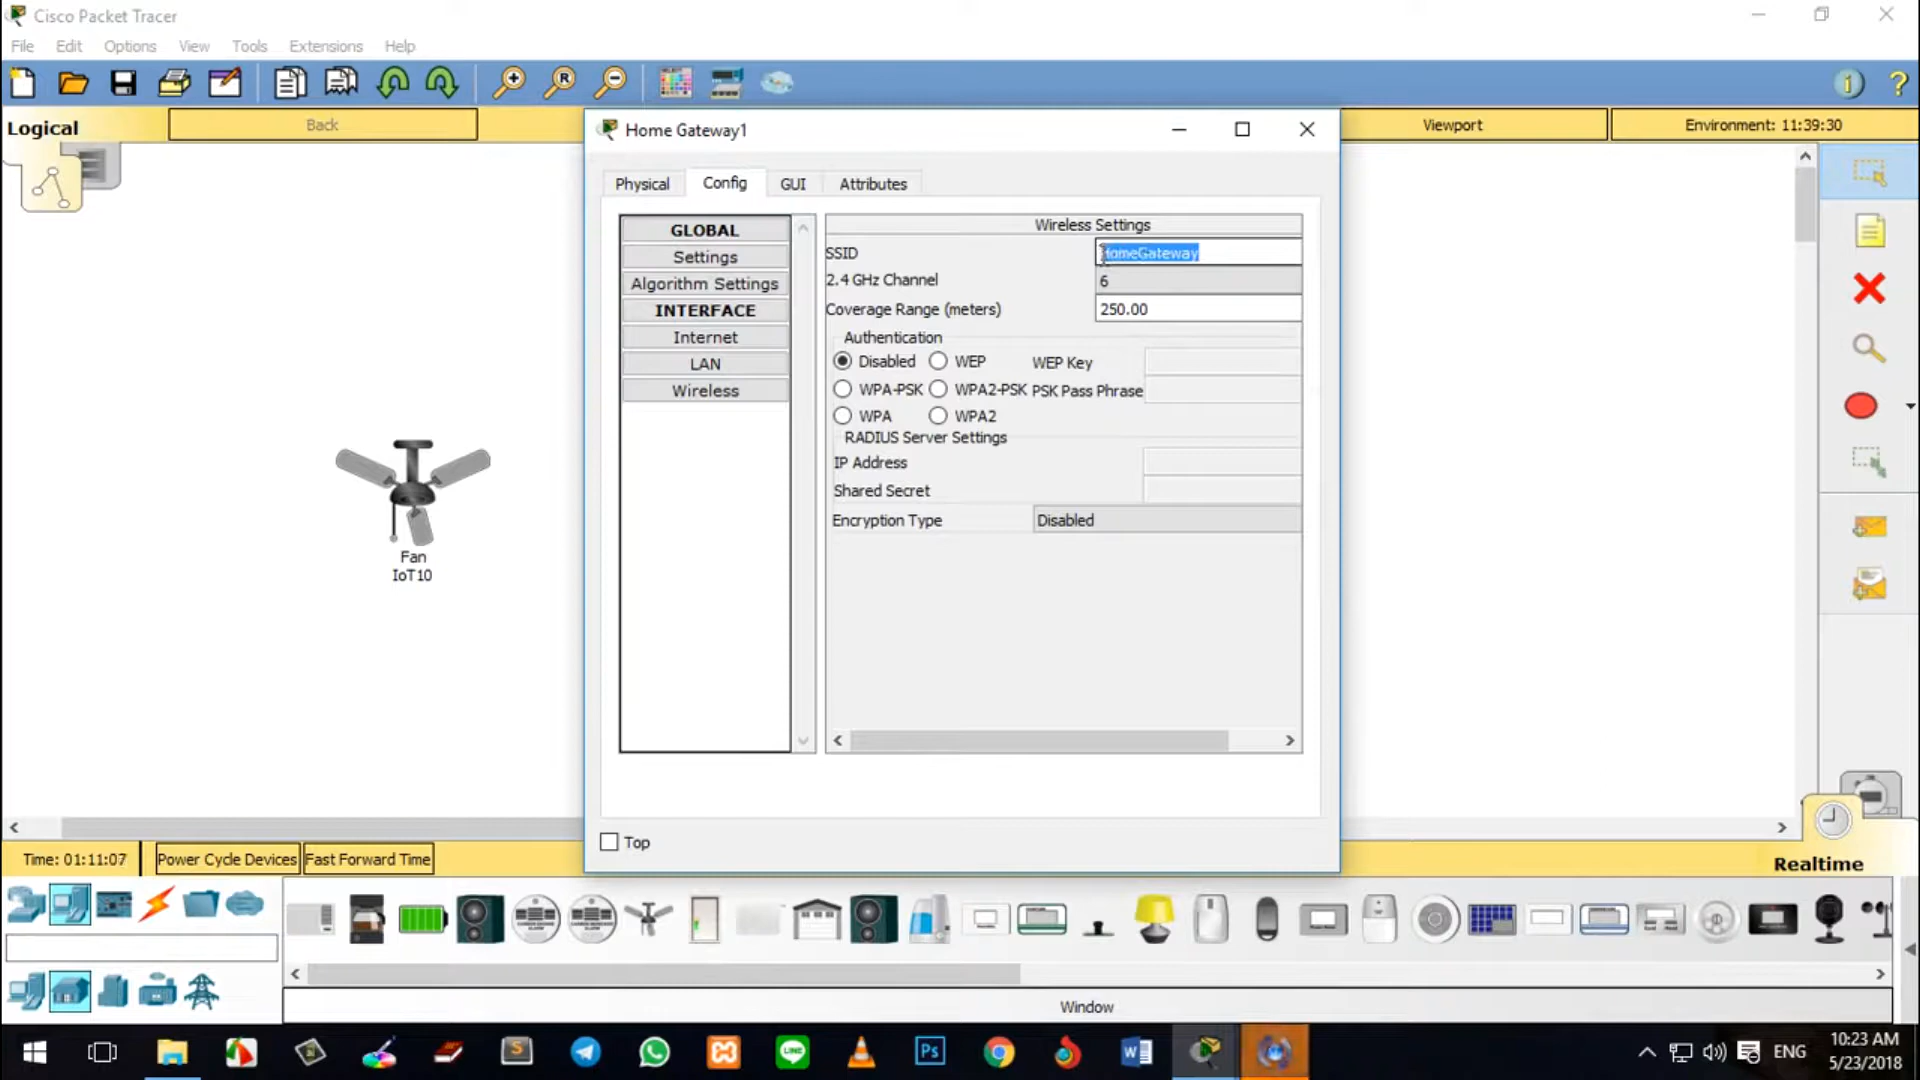 Cisco Packet Tracer
File Edit Options View Tools Extensions Help
Logical
Back
Viewport
Environment: 11:39:30
Home Gateway1
Physical Config GUI Attributes
GLOBAL
Settings
Algorithm Settings
INTERFACE
Internet
LAN
Wireless
Wireless Settings
SSID HomeGateway
2.4 GHz Channel 6
Coverage Range (meters) 250.00
Authentication
Disabled WEP WEP Key
WPA-PSK WPA2-PSK PSK Pass Phrase
WPA WPA2
RADIUS Server Settings
IP Address
Shared Secret
Encryption Type Disabled
Top
Fan
IoT10
Time: 01:11:07 Power Cycle Devices Fast Forward Time
Realtime
Window
ENG
10:23 AM
5/23/2018